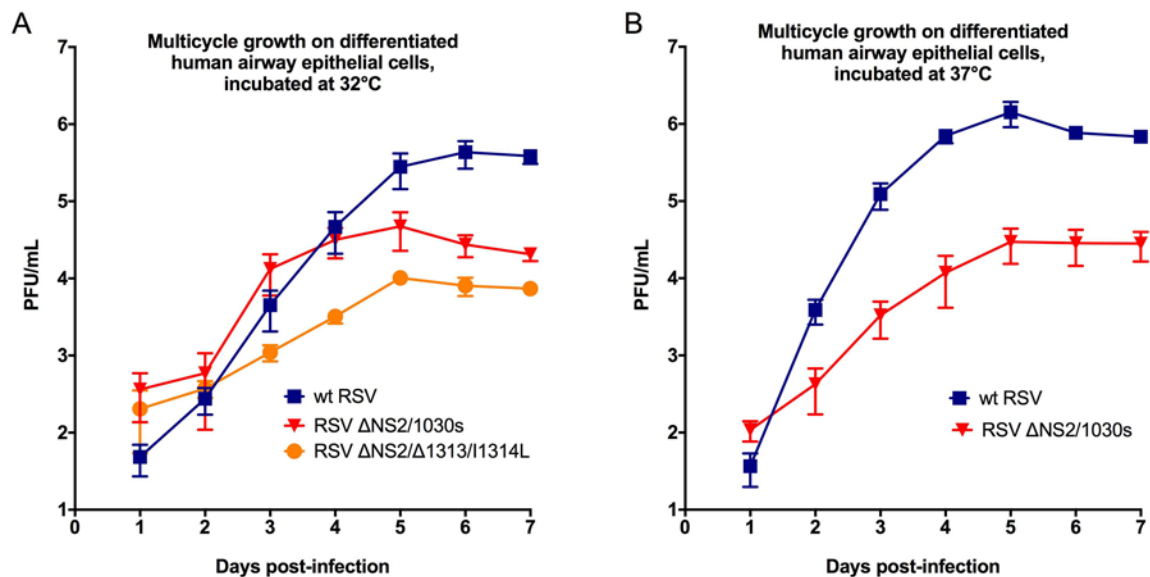 A
Multicycle growth on differentiated
human airway epithelial cells,
incubated at 32°C
7
6
5
4
3
2
1
PFU/mL
0 1 2 3 4 5 6 7
Days post-infection
wt RSV
RSV ΔNS2/1030s
RSV ΔNS2/Δ1313/I1314L
B
Multicycle growth on differentiated
human airway epithelial cells,
incubated at 37°C
7
6
5
4
3
2
1
PFU/mL
0 1 2 3 4 5 6 7
Days post-infection
wt RSV
RSV ΔNS2/1030s